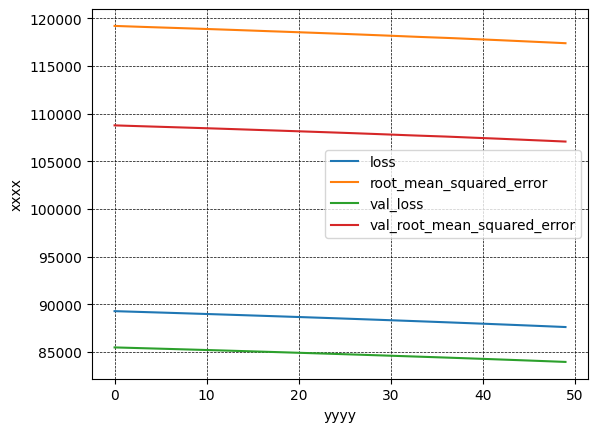 120000
115000
110000
105000
100000
95000
90000
85000
xxxx
loss
root_mean_squared_error
val_loss
val_root_mean_squared_error
0 10 20 30 40 50
yyyy